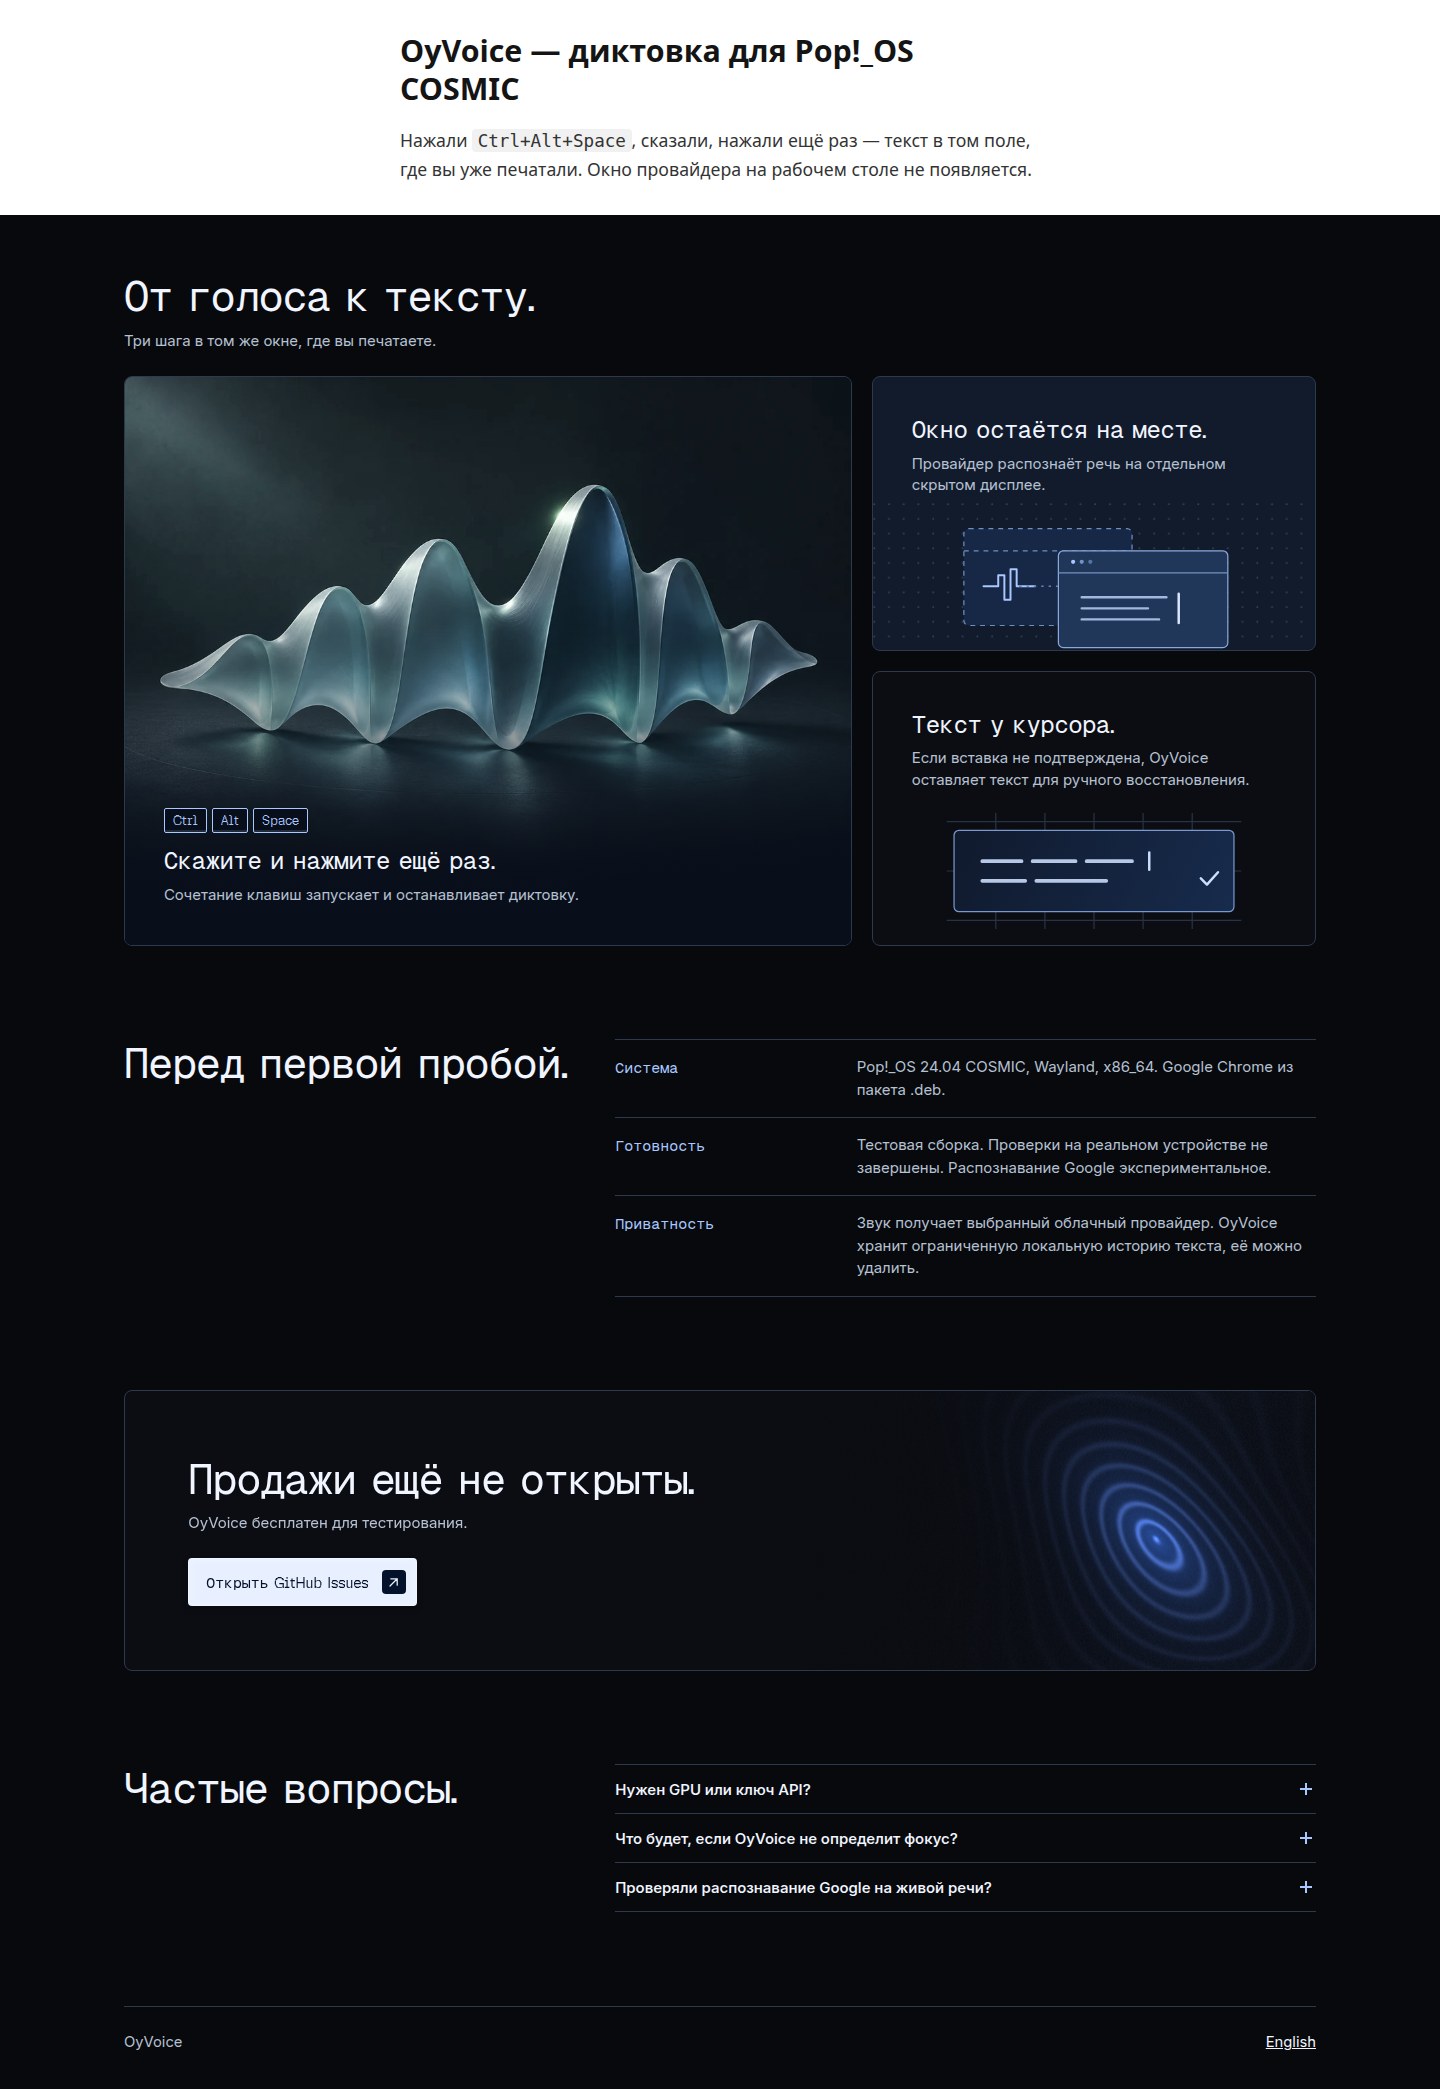 OyVoice — диктовка для Pop!_OS
COSMIC
Нажали Ctrl+Alt+Space, сказали, нажали ещё раз — текст в том поле,
где вы уже печатали. Окно провайдера на рабочем столе не появляется.
От голоса к тексту.
Три шага в том же окне, где вы печатаете.
Ctrl Alt Space
Скажите и нажмите ещё раз.
Сочетание клавиш запускает и останавливает диктовку.
Окно остаётся на месте.
Провайдер распознаёт речь на отдельном
скрытом дисплее.
Текст у курсора.
Если вставка не подтверждена, OyVoice
оставляет текст для ручного восстановления.
Перед первой пробой.
Система
Pop!_OS 24.04 COSMIC, Wayland, x86_64. Google Chrome из
пакета .deb.
Готовность
Тестовая сборка. Проверки на реальном устройстве не
завершены. Распознавание Google экспериментальное.
Приватность
Звук получает выбранный облачный провайдер. OyVoice
хранит ограниченную локальную историю текста, её можно
удалить.
Продажи ещё не открыты.
OyVoice бесплатен для тестирования.
Открыть GitHub Issues
Частые вопросы.
Нужен GPU или ключ API?
Что будет, если OyVoice не определит фокус?
Проверяли распознавание Google на живой речи?
OyVoice
English